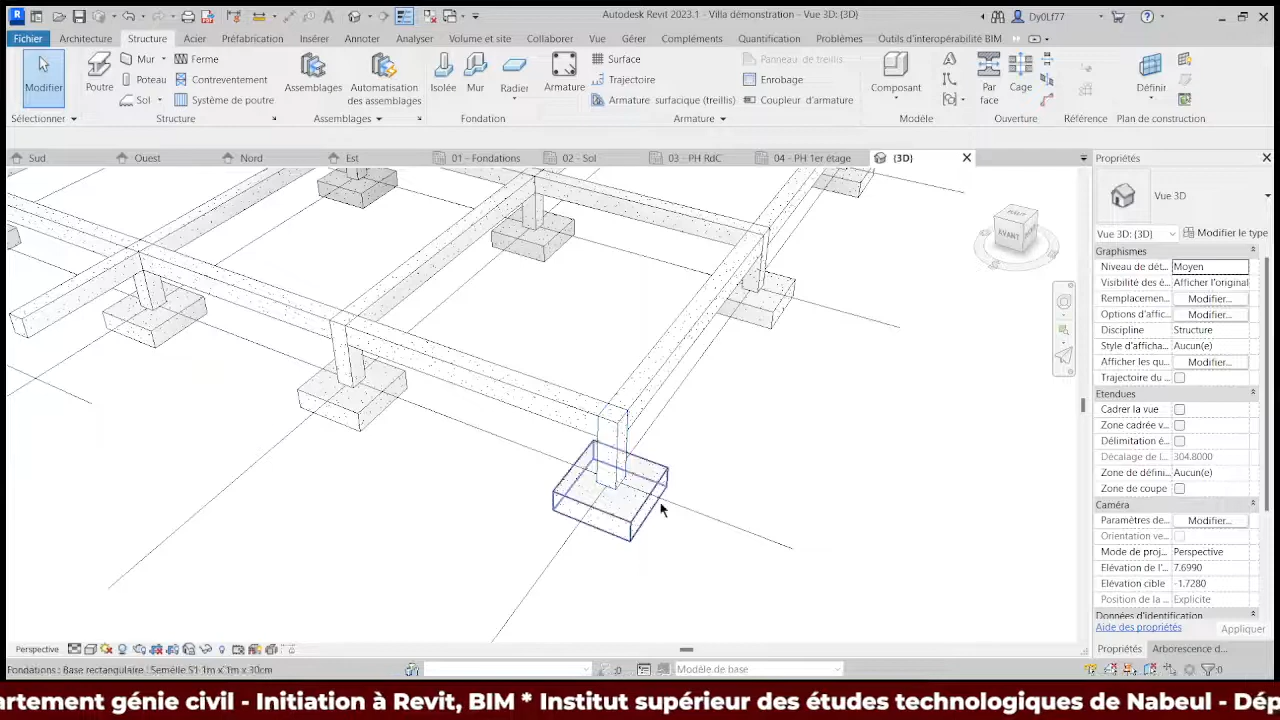 Autodesk Revit 2023.1 - Villa démonstration - Vue 3D: {3D}
Dy0Lf77
Fichier Architecture Structure Acier Préfabrication Insérer Annoter Analyser Volume et site Collaborer Vue Gérer Compléments Quantification Problèmes Outils d'interopérabilité BIM
Modifier
Poutre
Mur
Poteau
Sol
Ferme
Contreventement
Système de poutre
Assemblages
Automatisation
des assemblages
Isolée
Mur
Radier
Armature
Surface
Trajectoire
Armature surfacique (treillis)
Panneau de treillis
Enrobage
Coupleur d'armature
Composant
Par
face
Cage
Définir
Sélectionner
Structure
Assemblages
Fondation
Armature
Modèle
Ouverture
Référence
Plan de construction
Sud
Ouest
Nord
Est
01 - Fondations
02 - Sol
03 - PH RdC
04 - PH 1er étage
{3D}
AVANT
Propriétés
Vue 3D
Vue 3D: {3D}
Modifier le type
Graphismes
Niveau de dét... Moyen
Visibilité des é... Afficher l'original
Remplacemen... Modifier...
Options d'affic... Modifier...
Discipline Structure
Style d'afficha... Aucun(e)
Afficher les qu... Modifier...
Trajectoire du ...
Etendues
Cadrer la vue
Zone cadrée v...
Délimitation é...
Décalage de l... 304.8000
Zone de défini... Aucun(e)
Zone de coupe
Caméra
Paramètres de... Modifier...
Orientation ve...
Mode de proj... Perspective
Elévation de l'... 7.6990
Elévation cible -1.7280
Position de la ... Explicite
Données d'identification
Aide des propriétés
Appliquer
Propriétés
Arborescence d...
Perspective
Fondations : Base rectangulaire : Semelle S1 1m x 1m x 30cm
:0
Modèle de base
:0
artement génie civil - Initiation à Revit, BIM * Institut supérieur des études technologiques de Nabeul - Dép